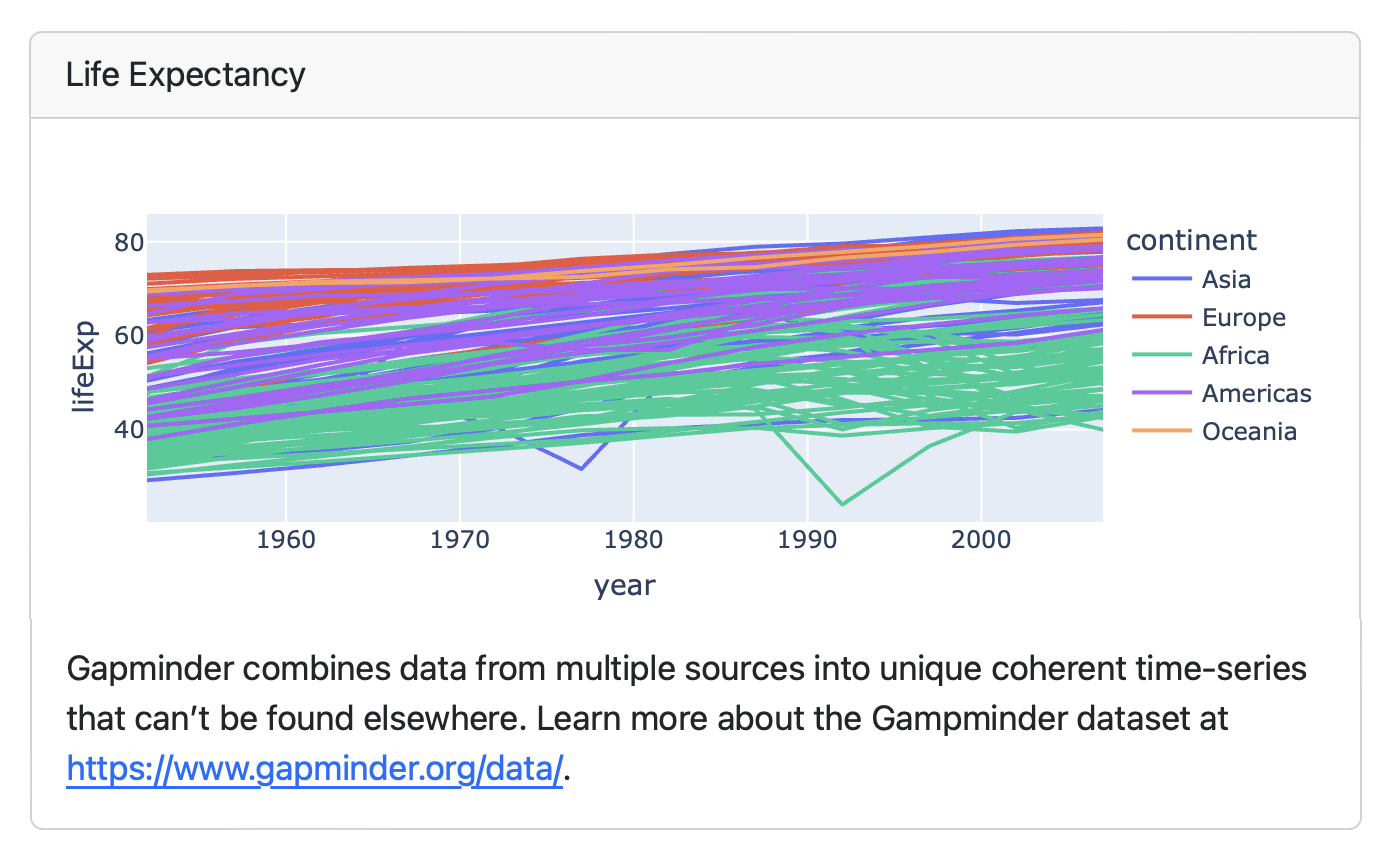 Life Expectancy
80
60
40
lifeExp
1960 1970 1980 1990 2000
year
continent
Asia
Europe
Africa
Americas
Oceania
Gapminder combines data from multiple sources into unique coherent time-series
that can’t be found elsewhere. Learn more about the Gampminder dataset at
https://www.gapminder.org/data/.